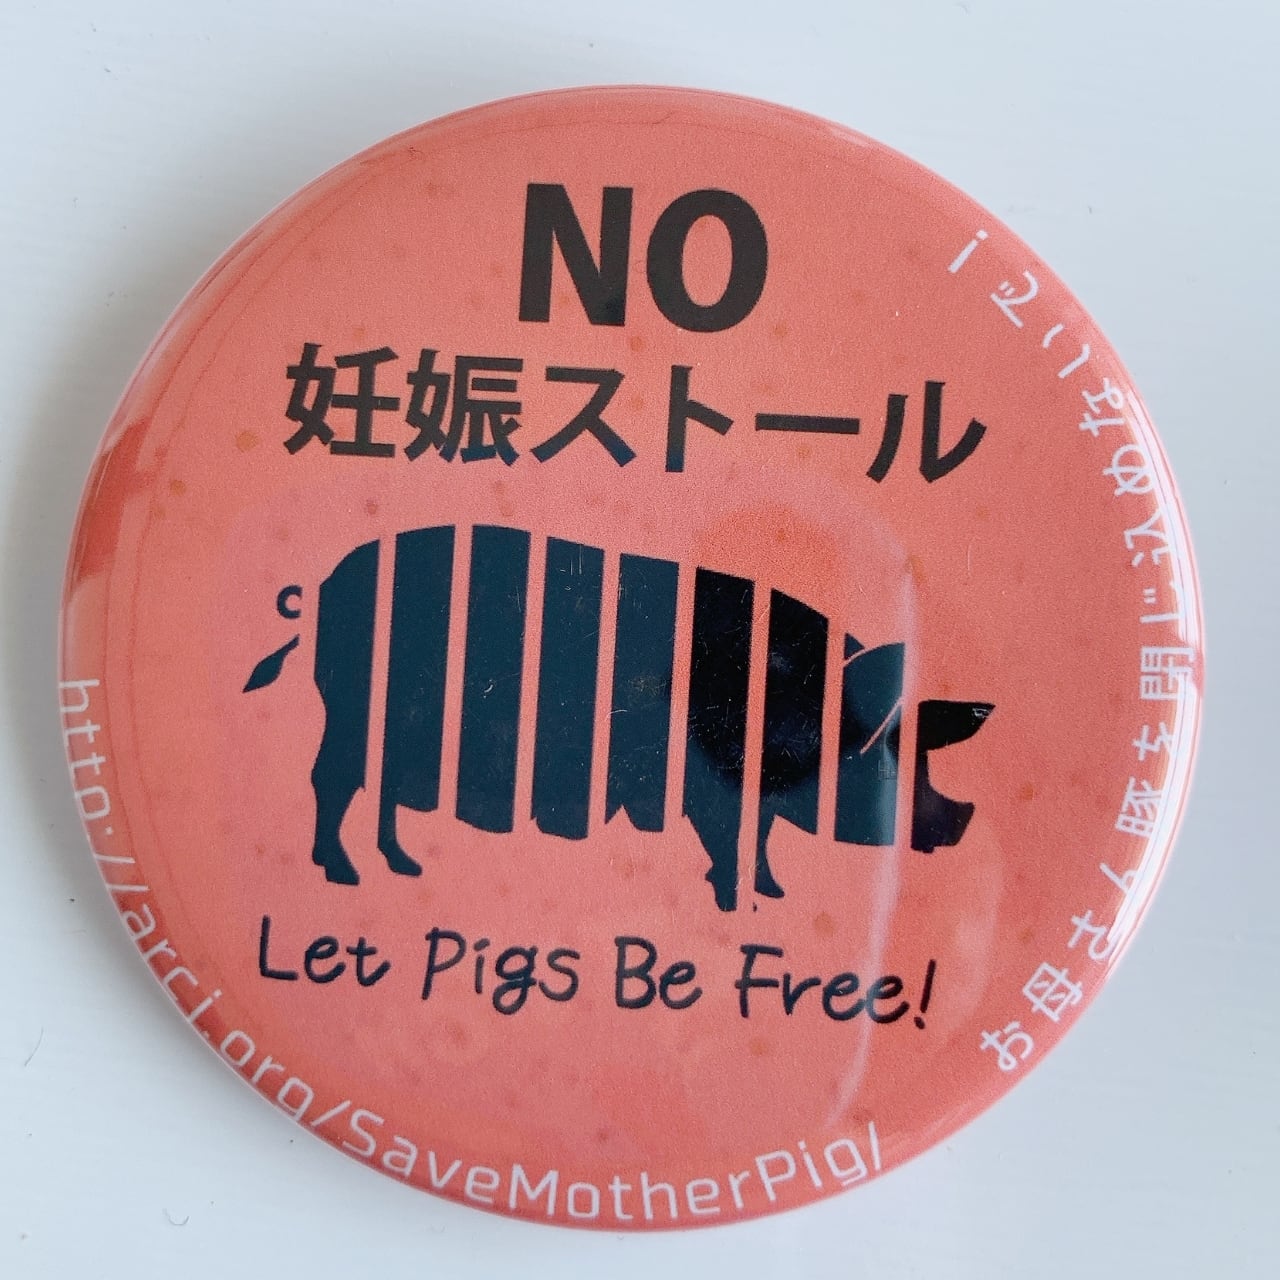 NO
妊娠ストール
Let Pigs Be Free!
お母さん豚を閉じ込めないで！
http://arci.org/SaveMotherPig/